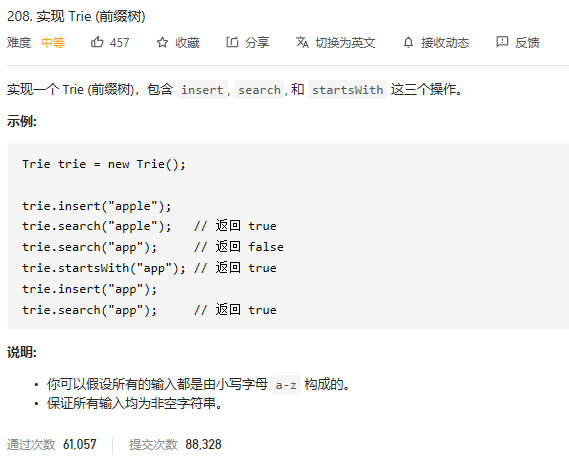 208. 实现 Trie (前缀树)
难度 中等 457 收藏 分享 切换为英文 接收动态 反馈
实现一个 Trie (前缀树)，包含 insert, search, 和 startsWith 这三个操作。
示例:
Trie trie = new Trie();
trie.insert("apple");
trie.search("apple");   // 返回 true
trie.search("app");     // 返回 false
trie.startsWith("app"); // 返回 true
trie.insert("app");
trie.search("app");     // 返回 true
说明:
• 你可以假设所有的输入都是由小写字母 a-z 构成的。
• 保证所有输入均为非空字符串。
通过次数 61,057 提交次数 88,328